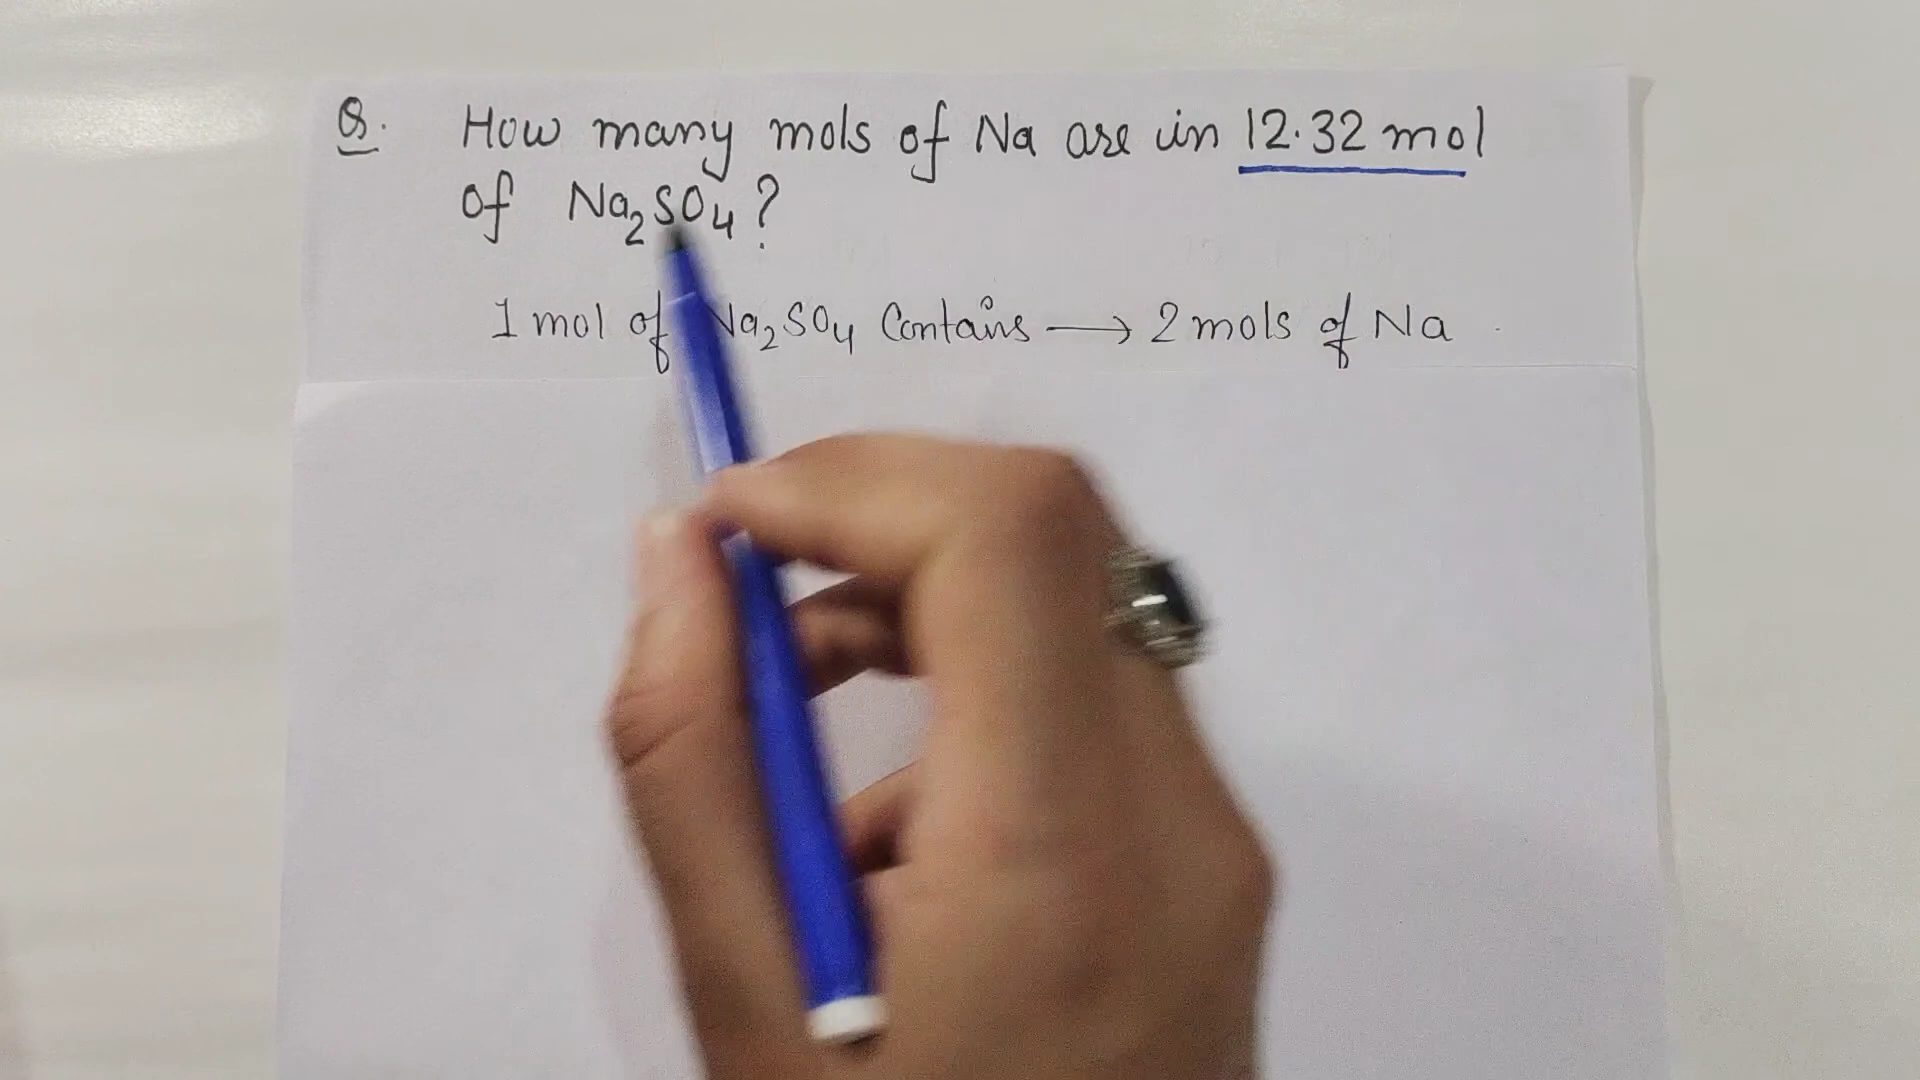 Q. How many mols of Na are in 12.32 mol
of Na₂SO₄?
1 mol of Na₂SO₄ Contains → 2 mols of Na